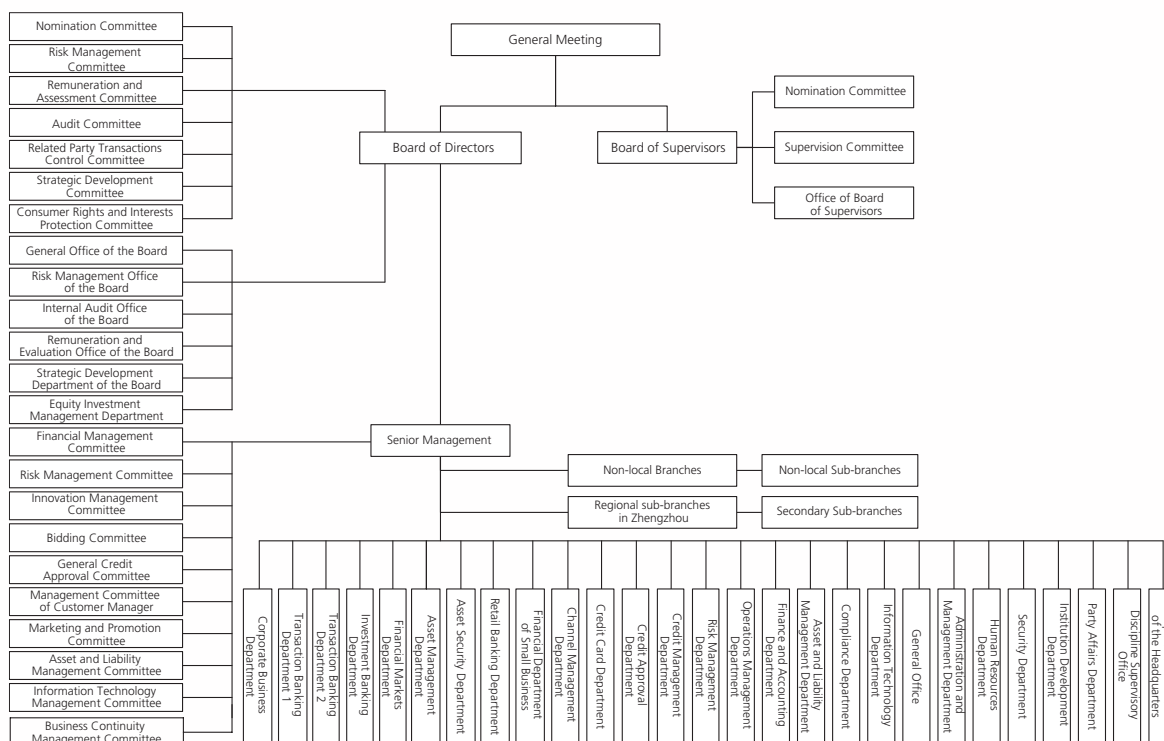 General Meeting
Board of Directors
Board of Supervisors
Nomination Committee
Supervision Committee
Office of Board
of Supervisors
Nomination Committee
Risk Management
Committee
Remuneration and
Assessment Committee
Audit Committee
Related Party Transactions
Control Committee
Strategic Development
Committee
Consumer Rights and Interests
Protection Committee
General Office of the Board
Risk Management Office
of the Board
Internal Audit Office
of the Board
Remuneration and
Evaluation Office of the Board
Strategic Development
Department of the Board
Equity Investment
Management Department
Senior Management
Financial Management
Committee
Risk Management Committee
Innovation Management
Committee
Bidding Committee
General Credit
Approval Committee
Management Committee
of Customer Manager
Marketing and Promotion
Committee
Asset and Liability
Management Committee
Information Technology
Management Committee
Business Continuity
Management Committee
Non-local Branches
Non-local Sub-branches
Regional sub-branches
in Zhengzhou
Secondary Sub-branches
Corporate Business
Department
Transaction Banking
Department 1
Transaction Banking
Department 2
Investment Banking
Department
Financial Markets
Department
Asset Management
Department
Asset Security Department
Retail Banking Department
Financial Department
of Small Business
Channel Management
Department
Credit Card Department
Credit Approval
Department
Credit Management
Department
Risk Management
Department
Operations Management
Department
Finance and Accounting
Department
Asset and Liability
Management Department
Compliance Department
Information Technology
Department
General Office
Administration and
Management Department
Human Resources
Department
Security Department
Institution Development
Department
Party Affairs Department
Discipline Supervisory
Office
of the Headquarters